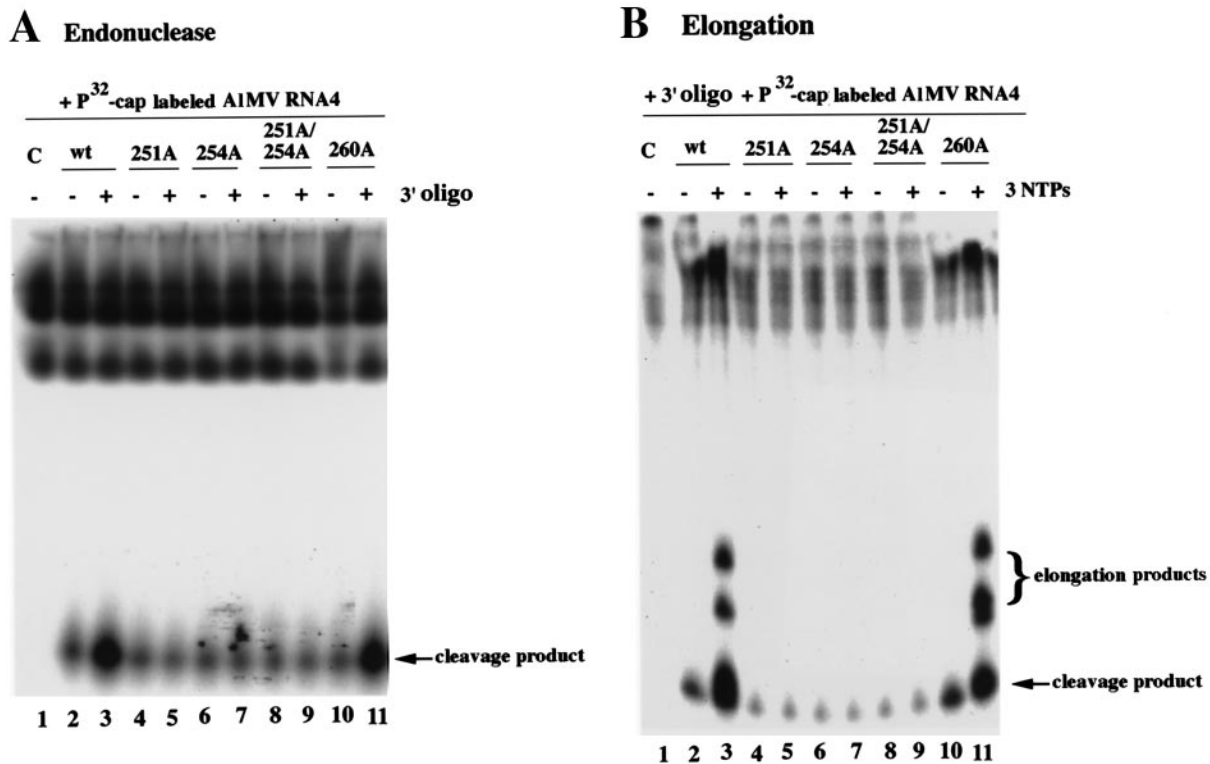 A Endonuclease
+ P32-cap labeled AlMV RNA4
251A/
C wt 251A 254A 254A 260A
- - + - + - + - + - + 3' oligo
cleavage product
1 2 3 4 5 6 7 8 9 10 11
B Elongation
+ 3' oligo + P32-cap labeled AlMV RNA4
251A/
C wt 251A 254A 254A 260A
- - + - + - + - + - + 3 NTPs
elongation products
cleavage product
1 2 3 4 5 6 7 8 9 10 11